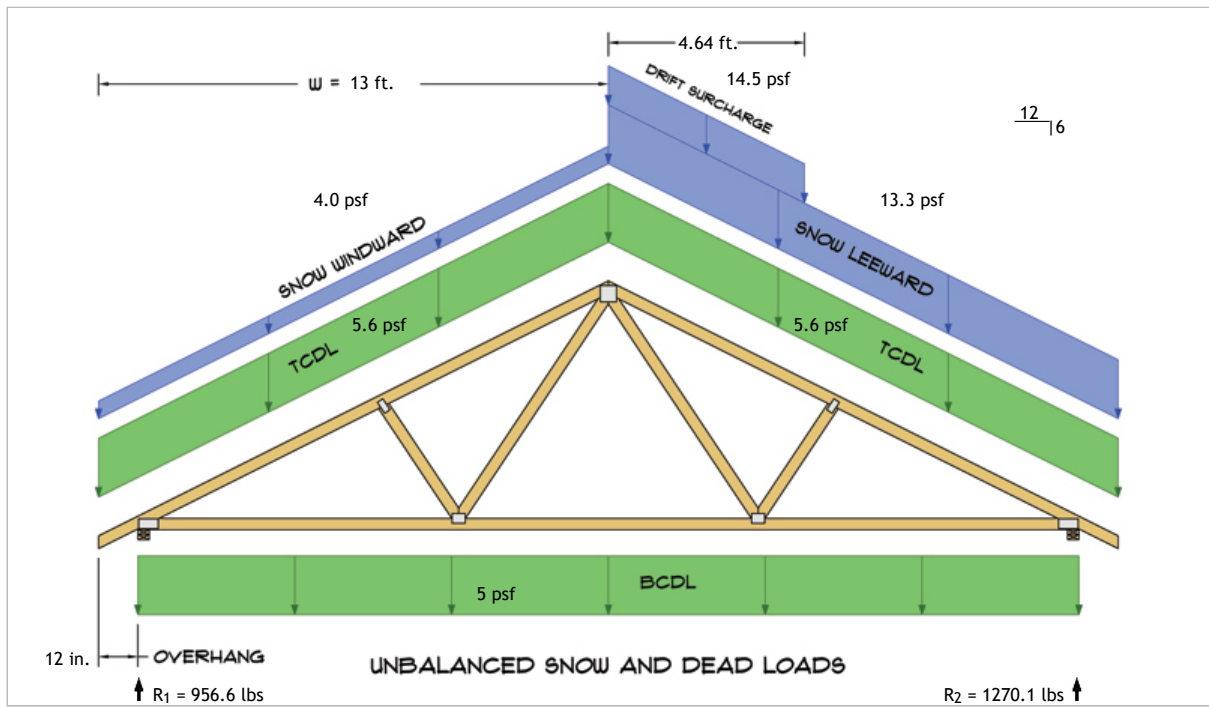 4.64 ft.
W = 13 ft.
DRIFT SURCHARGE
14.5 psf
12
6
4.0 psf
13.3 psf
SNOW WINDWARD
SNOW LEEWARD
5.6 psf
5.6 psf
TCDL
TCDL
5 psf
BCDL
12 in.
OVERHANG
UNBALANCED SNOW AND DEAD LOADS
R1 = 956.6 lbs
R2 = 1270.1 lbs